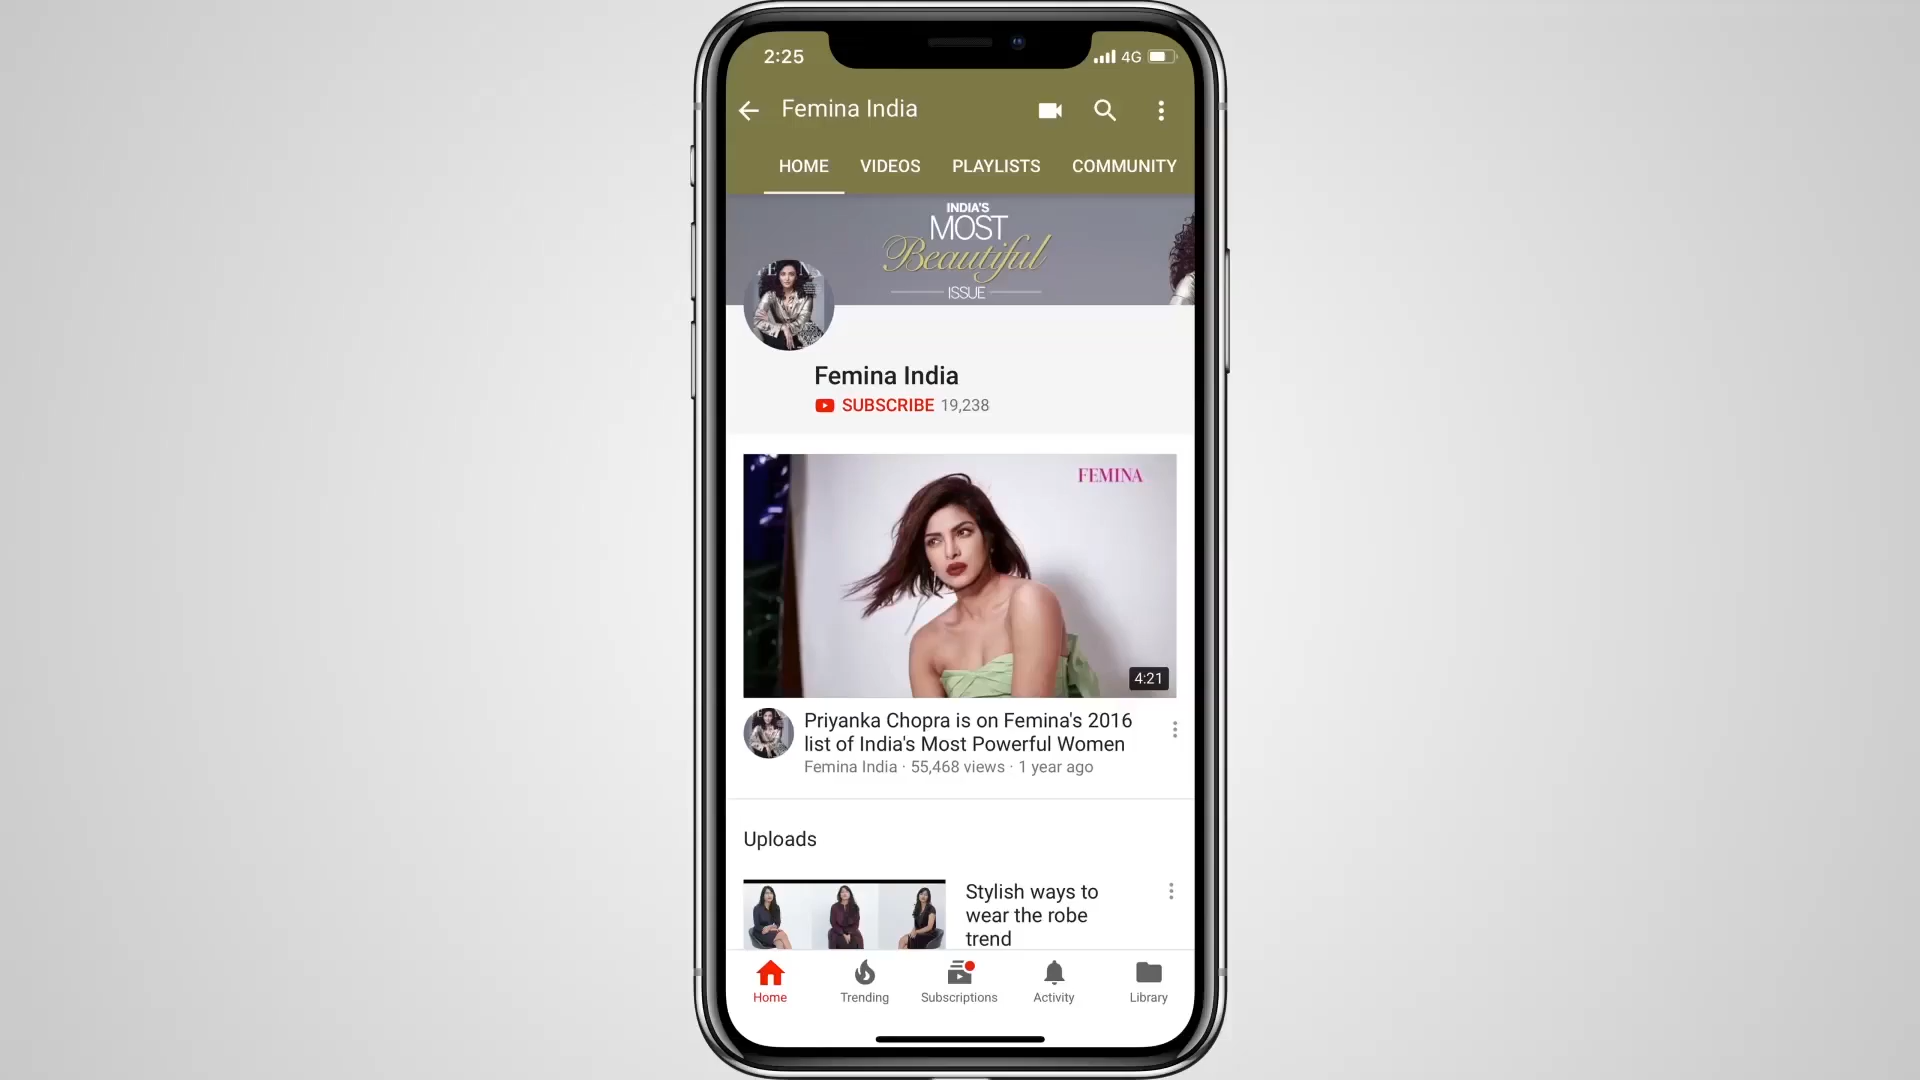 2:25
4G
Femina India
HOME VIDEOS PLAYLISTS COMMUNITY
INDIA'S
MOST
Beautiful
ISSUE
Femina India
SUBSCRIBE 19,238
FEMINA
4:21
Priyanka Chopra is on Femina's 2016
list of India's Most Powerful Women
Femina India · 55,468 views · 1 year ago
Uploads
Stylish ways to
wear the robe
trend
Home Trending Subscriptions Activity Library